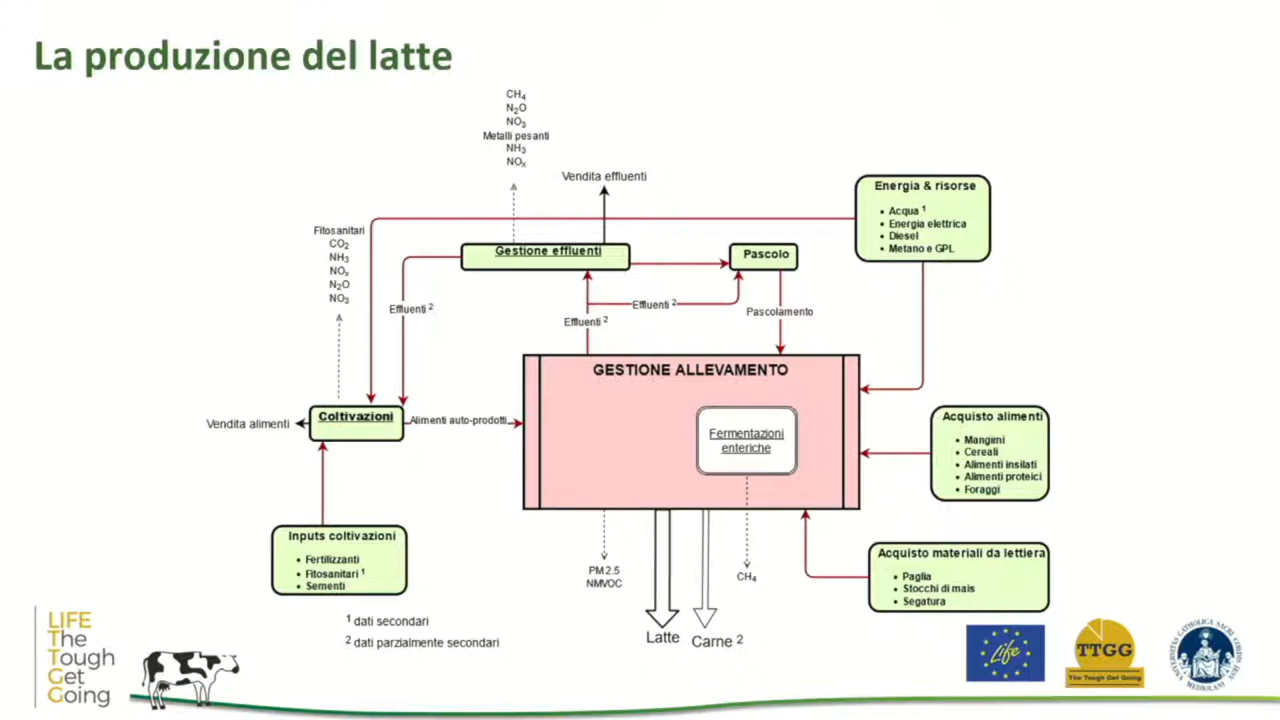 La produzione del latte
CH₄
N₂O
NO₃
Metalli pesanti
NH₃
NOₓ
Vendita effluenti
Energia & risorse
• Acqua ¹
• Energia elettrica
• Diesel
• Metano e GPL
Fitosanitari
CO₂
NH₃
NOₓ
N₂O
NO₃
Gestione effluenti
Pascolo
Effluenti ²
Effluenti ²
Effluenti ²
Pascolamento
GESTIONE ALLEVAMENTO
Fermentazioni
enteriche
Vendita alimenti
Coltivazioni
Alimenti auto-prodotti
Acquisto alimenti
• Mangimi
• Cereali
• Alimenti insilati
• Alimenti proteici
• Foraggi
Inputs coltivazioni
• Fertilizzanti
• Fitosanitari ¹
• Sementi
PM 2.5
NMVOC
CH₄
Acquisto materiali da lettiera
• Paglia
• Stocchi di mais
• Segatura
Latte
Carne ²
¹ dati secondari
² dati parzialmente secondari
LIFE
The
Tough
Get
Going
Life
TTGG
The Tough Get Going